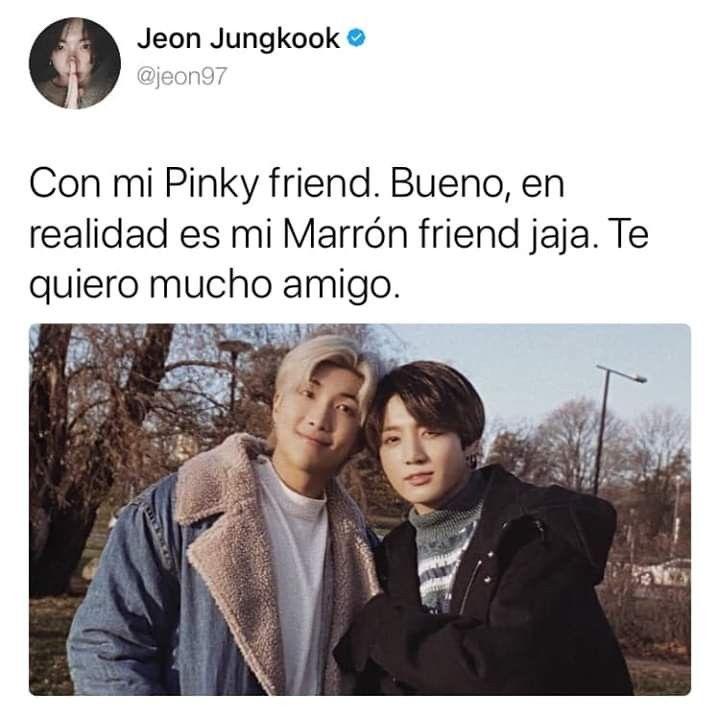 Jeon Jungkook
@jeon97
Con mi Pinky friend. Bueno, en
realidad es mi Marrón friend jaja. Te
quiero mucho amigo.